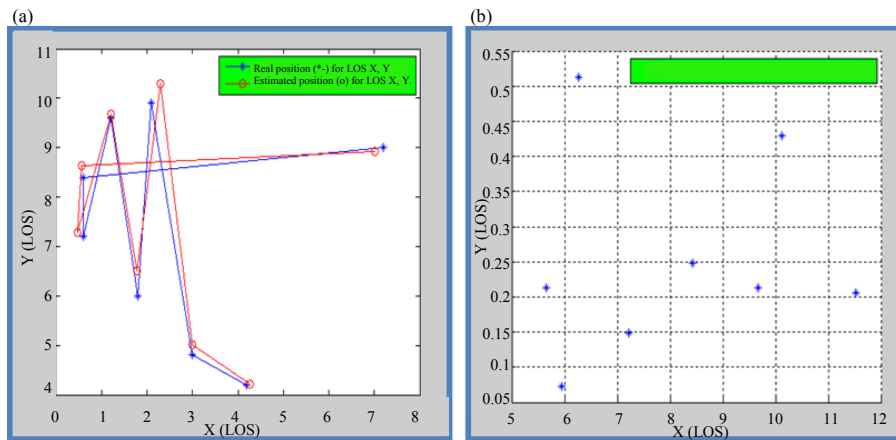 (a)
(b)
11
10
9
8
7
6
5
4
Y (LOS)
Real position (*-) for LOS X, Y
Estimated position (o) for LOS X, Y.
0 1 2 3 4 5 6 7 8
X (LOS)
0.55
0.5
0.45
0.4
0.35
0.3
0.25
0.2
0.15
0.1
0.05
Y (LOS)
5 6 7 8 9 10 11 12
X (LOS)